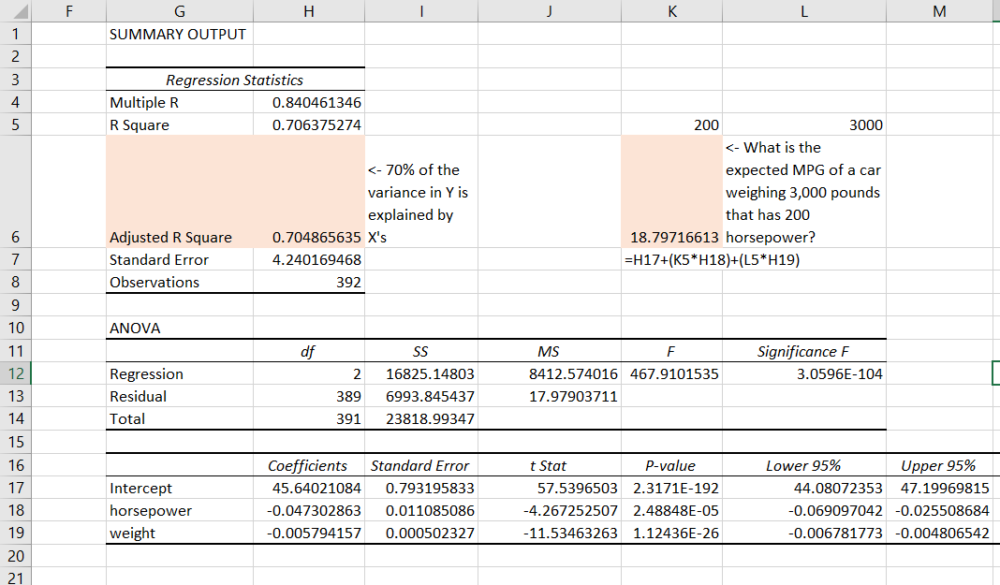 F G H I J K L M
1 SUMMARY OUTPUT
2
3 Regression Statistics
4 Multiple R 0.840461346
5 R Square 0.706375274 200 3000
<- What is the
<- 70% of the expected MPG of a car
variance in Y is weighing 3,000 pounds
explained by that has 200
6 Adjusted R Square 0.704865635 X's 18.79716613 horsepower?
7 Standard Error 4.240169468 =H17+(K5*H18)+(L5*H19)
8 Observations 392
9
10 ANOVA
11 df SS MS F Significance F
12 Regression 2 16825.14803 8412.574016 467.9101535 3.0596E-104
13 Residual 389 6993.845437 17.97903711
14 Total 391 23818.99347
15
16 Coefficients Standard Error t Stat P-value Lower 95% Upper 95%
17 Intercept 45.64021084 0.793195833 57.5396503 2.3171E-192 44.08072353 47.19969815
18 horsepower -0.047302863 0.011085086 -4.267252507 2.48848E-05 -0.069097042 -0.025508684
19 weight -0.005794157 0.000502327 -11.53463263 1.12436E-26 -0.006781773 -0.004806542
20
21